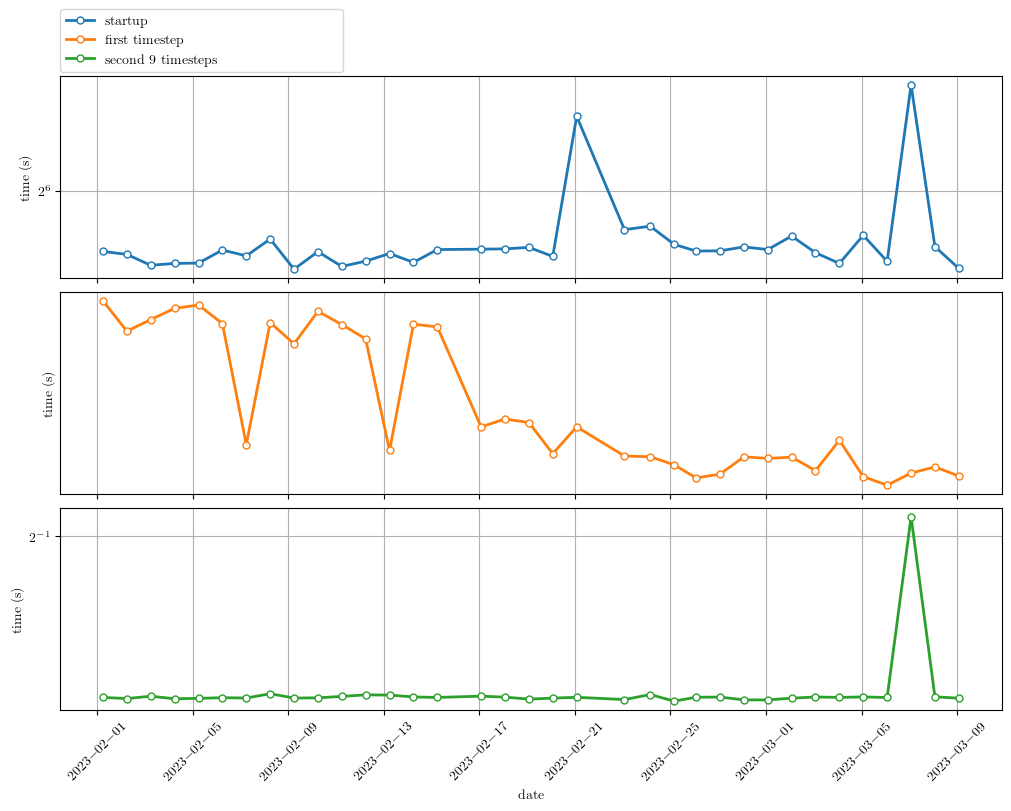 startup
first timestep
second 9 timesteps
time (s)
2⁶
time (s)
time (s)
2⁻¹
2023−02−01
2023−02−05
2023−02−09
2023−02−13
2023−02−17
2023−02−21
2023−02−25
2023−03−01
2023−03−05
2023−03−09
date